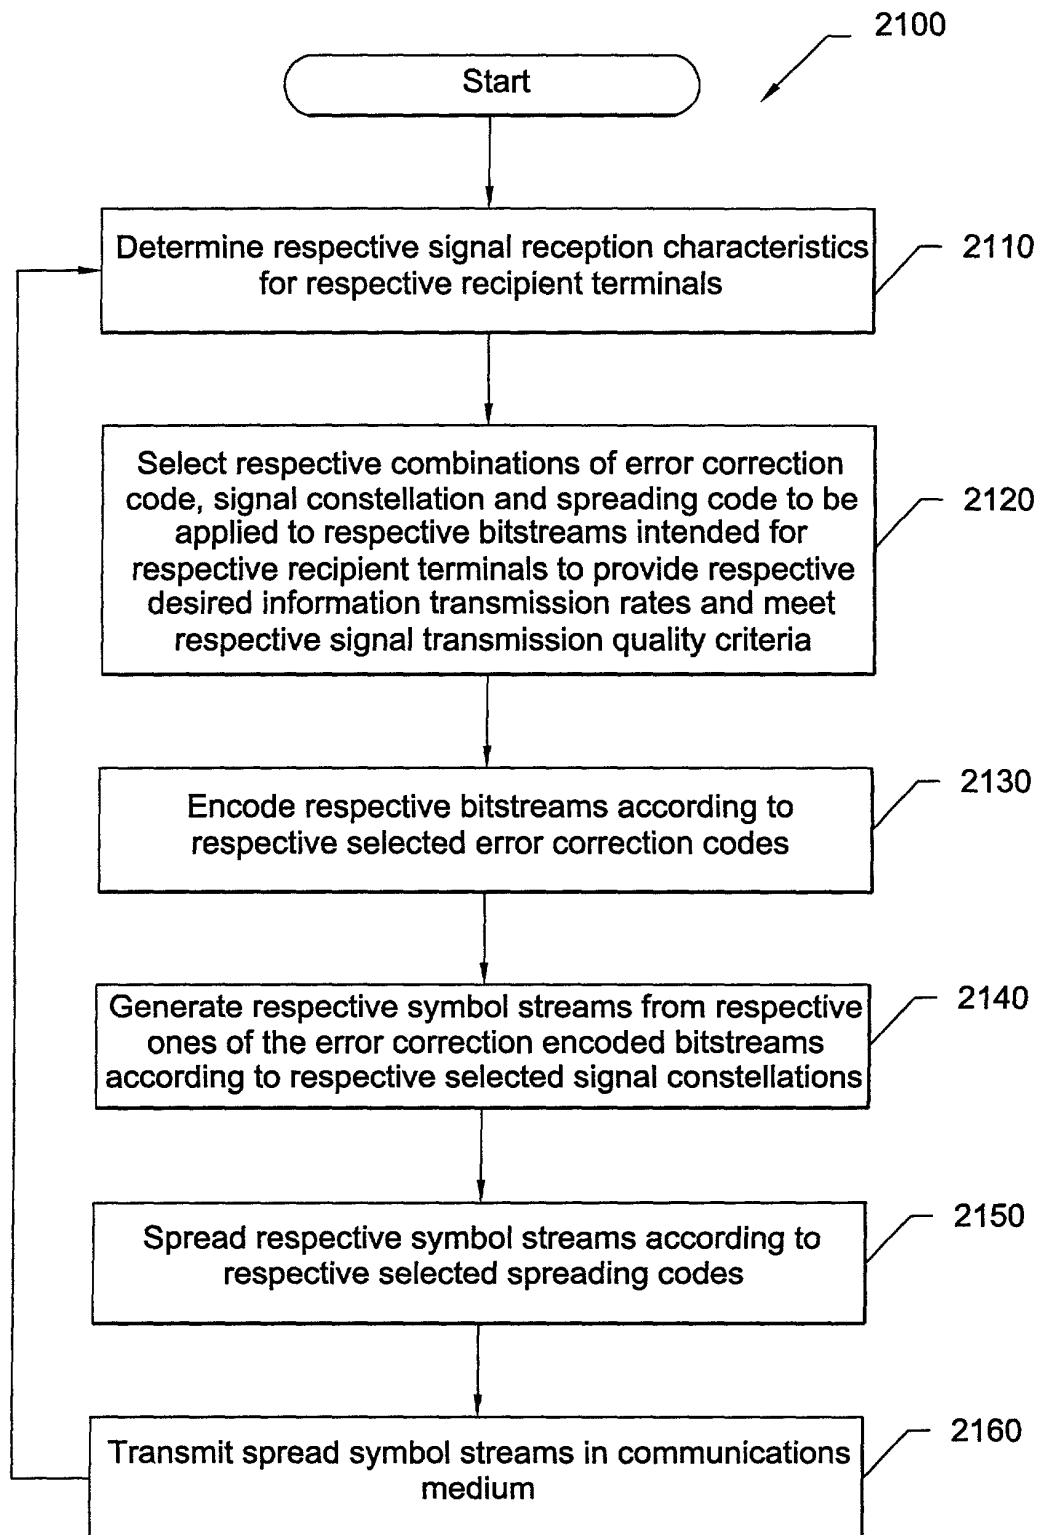 2100
Start
Determine respective signal reception characteristics
for respective recipient terminals
2110
Select respective combinations of error correction
code, signal constellation and spreading code to be
applied to respective bitstreams intended for
respective recipient terminals to provide respective
desired information transmission rates and meet
respective signal transmission quality criteria
2120
Encode respective bitstreams according to
respective selected error correction codes
2130
Generate respective symbol streams from respective
ones of the error correction encoded bitstreams
according to respective selected signal constellations
2140
Spread respective symbol streams according to
respective selected spreading codes
2150
Transmit spread symbol streams in communications
medium
2160